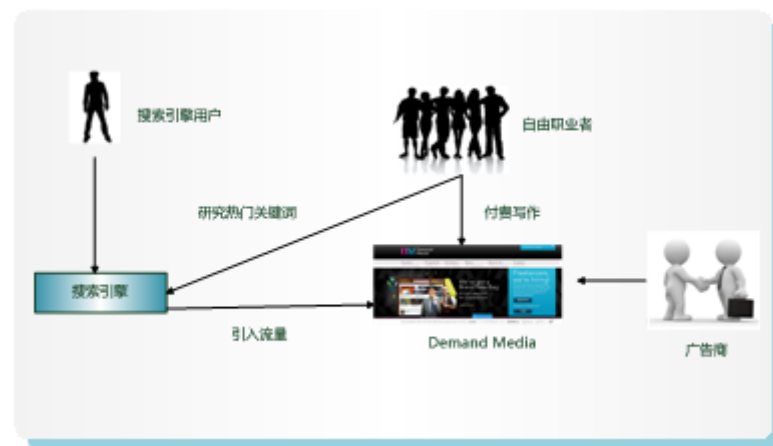 搜索引擎用户
自由职业者
研究热门关键词
付费写作
搜索引擎
引入流量
Demand Media
广告商